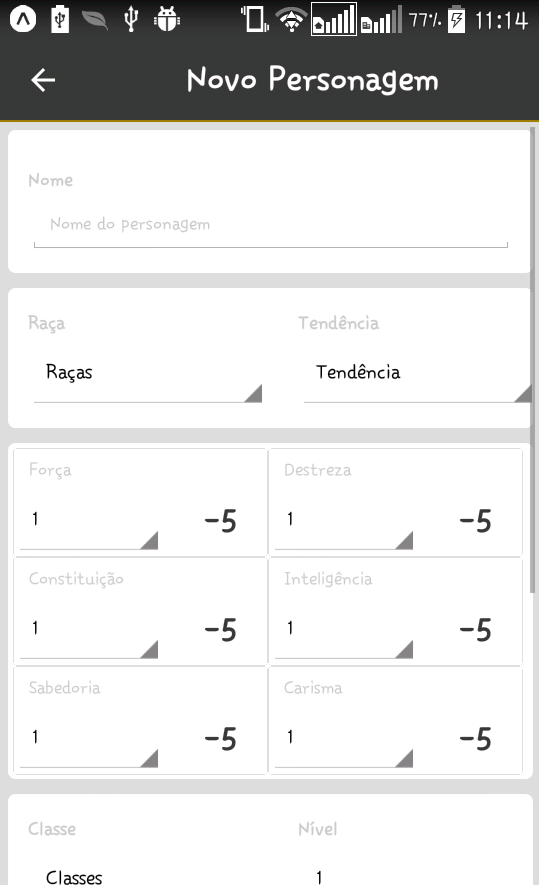 77% 11:14
Novo Personagem
Nome
Nome do personagem
Raça Tendência
Raças Tendência
Força Destreza
1 -5 1 -5
Constituição Inteligência
1 -5 1 -5
Sabedoria Carisma
1 -5 1 -5
Classe Nível
Classes 1